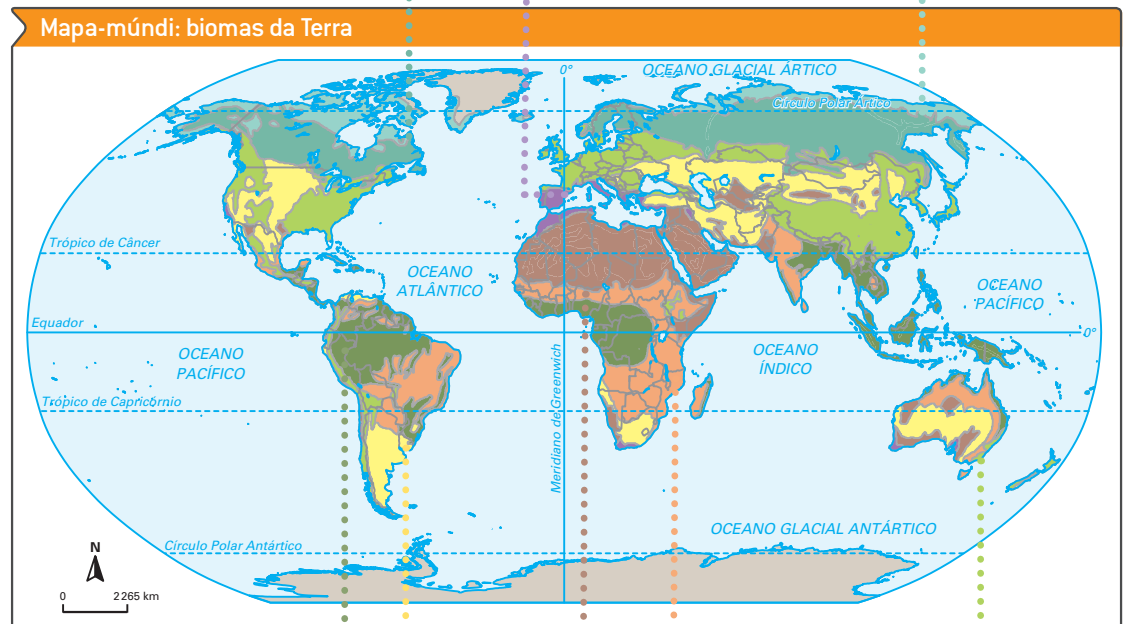 Mapa-múndi: biomas da Terra
0°
OCEANO GLACIAL ÁRTICO
Círculo Polar Ártico
Trópico de Câncer
OCEANO
ATLÂNTICO
OCEANO
PACÍFICO
Equador
0°
OCEANO
PACÍFICO
OCEANO
ÍNDICO
Meridiano de Greenwich
Trópico de Capricórnio
OCEANO GLACIAL ANTÁRTICO
Círculo Polar Antártico
N
0 2 265 km